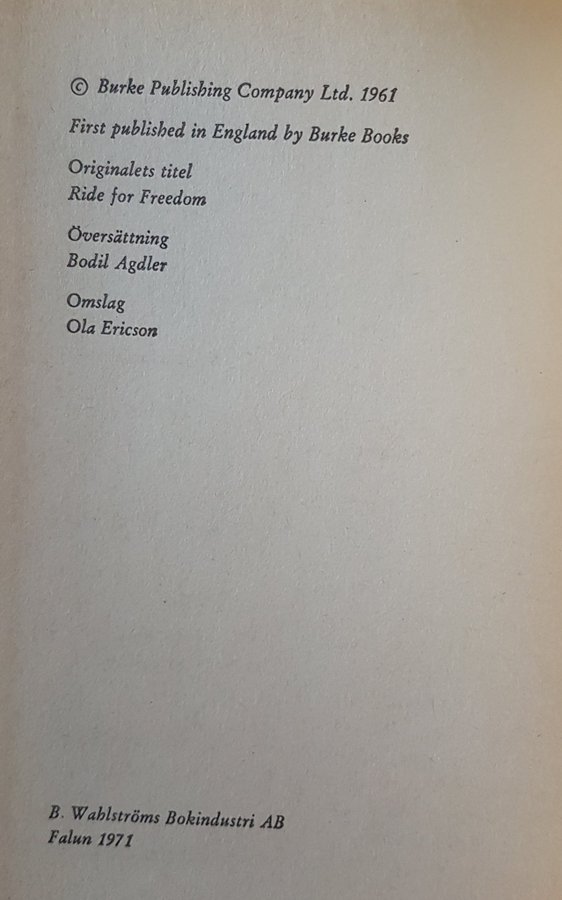 © Burke Publishing Company Ltd. 1961
First published in England by Burke Books
Originalets titel
Ride for Freedom
Översättning
Bodil Agdler
Omslag
Ola Ericson
B. Wahlströms Bokindustri AB
Falun 1971